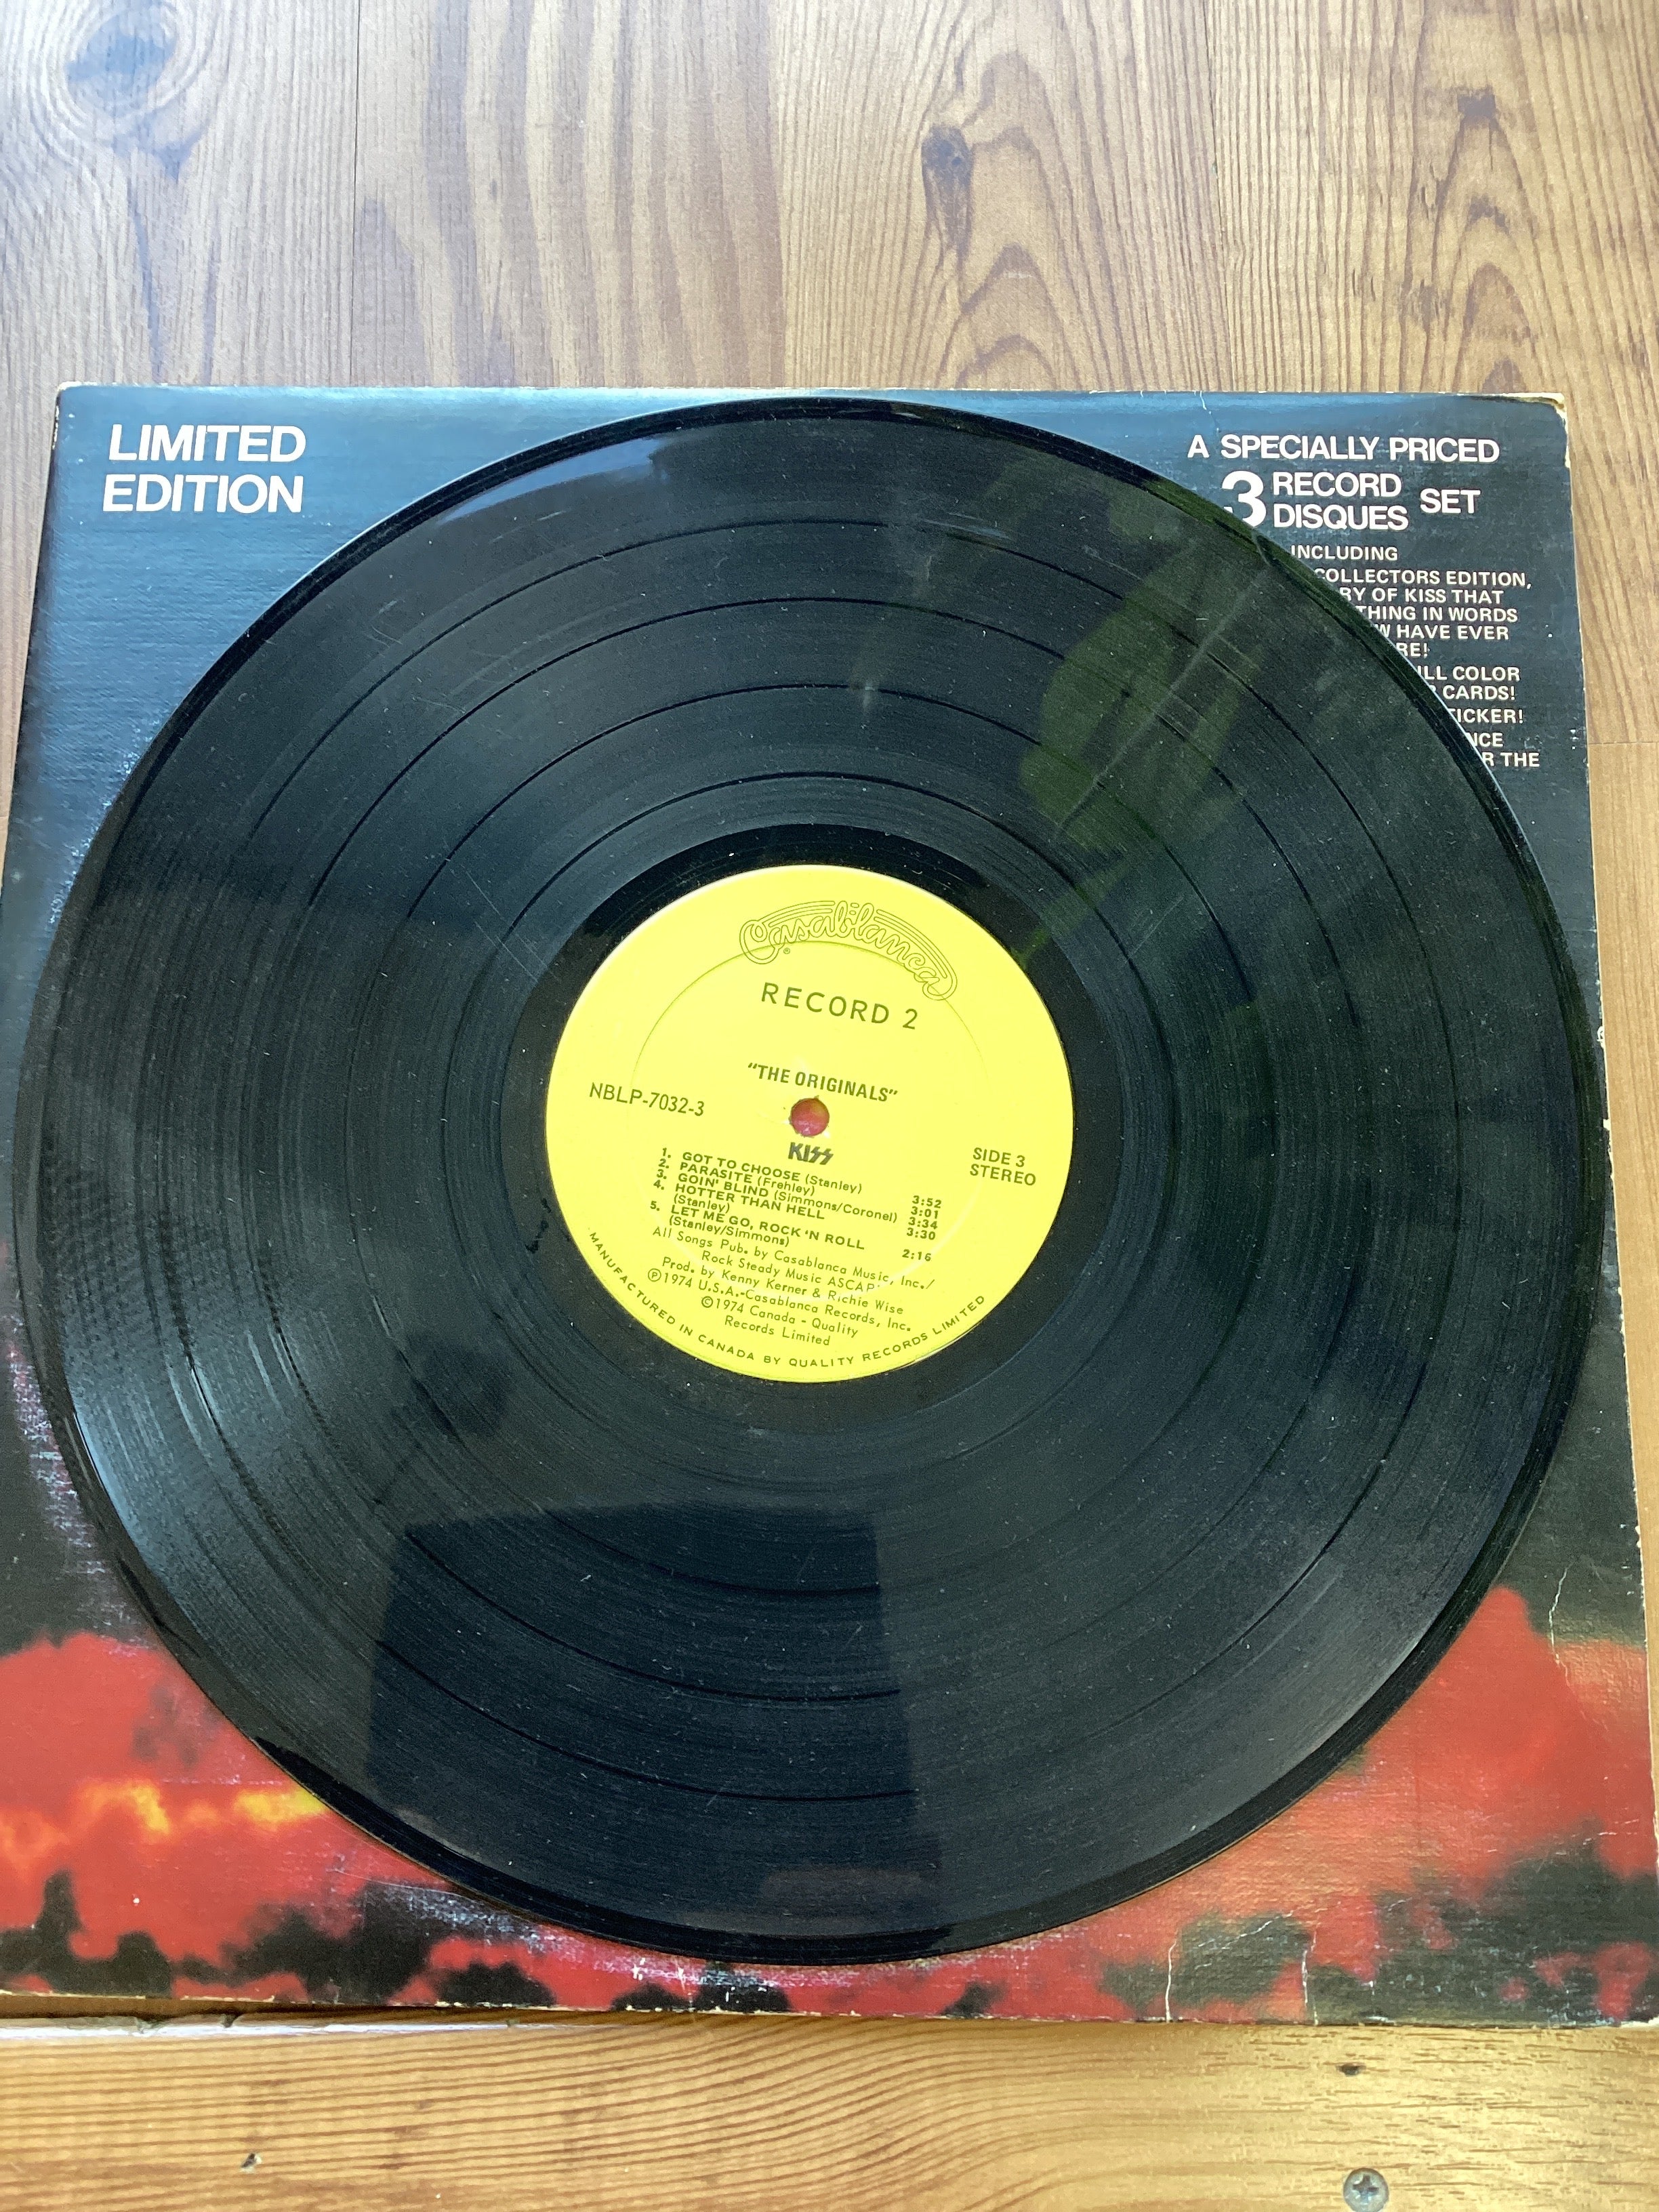 LIMITED
EDITION
A SPECIALLY PRICED
3 RECORD SET
DISQUES
INCLUDING
COLLECTORS EDITION,
OF KISS THAT
IN WORDS
HAVE EVER
COLOR
CARDS!
THE
Casablanca®
RECORD 2
"THE ORIGINALS"
NBLP-7032-3
KISS
SIDE 3
STEREO
1. GOT TO CHOOSE (Stanley) 3:52
2. PARASITE (Frehley) 3:01
3. GOIN' BLIND (Simmons/Coronel) 3:34
4. HOTTER THAN HELL 3:30
(Stanley)
5. LET ME GO, ROCK 'N ROLL 2:16
(Stanley/Simmons)
All Songs Pub. by Casablanca Music, Inc./
Rock Steady Music ASCAP
Prod. by Kenny Kerner & Richie Wise
℗1974 U.S.A.-Casablanca Records, Inc.
©1974 Canada - Quality
Records Limited
MANUFACTURED IN CANADA BY QUALITY RECORDS LIMITED